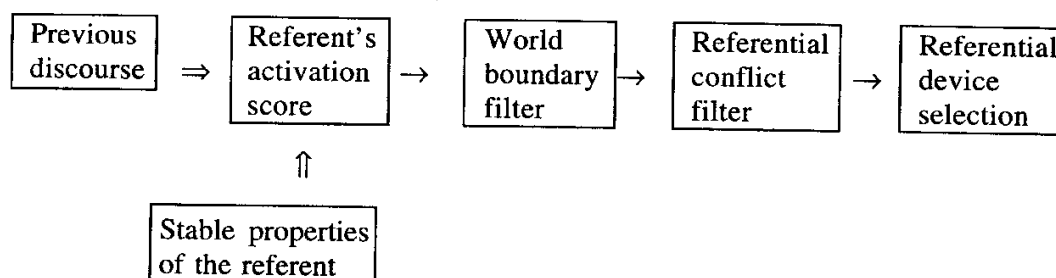 Previous
discourse
⇒
Referent's
activation
score
→
World
boundary
filter
→
Referential
conflict
filter
→
Referential
device
selection
⇑
Stable properties
of the referent